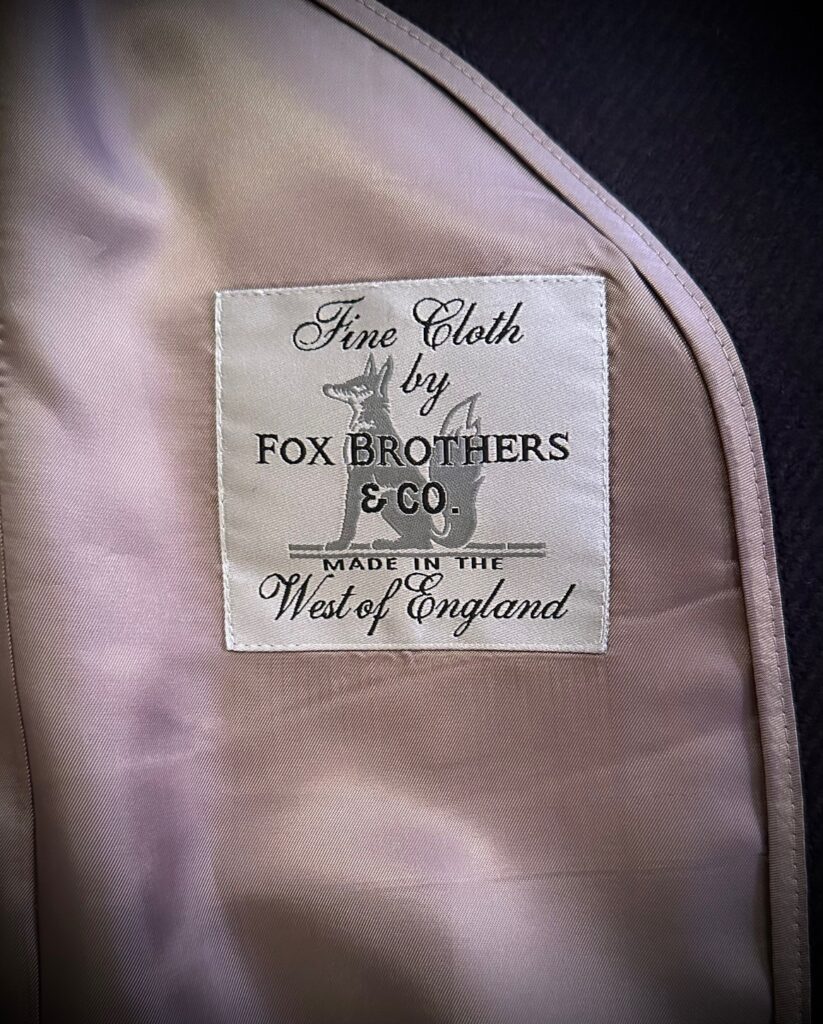 Fine Cloth
by
FOX BROTHERS
& CO.
MADE IN THE
West of England